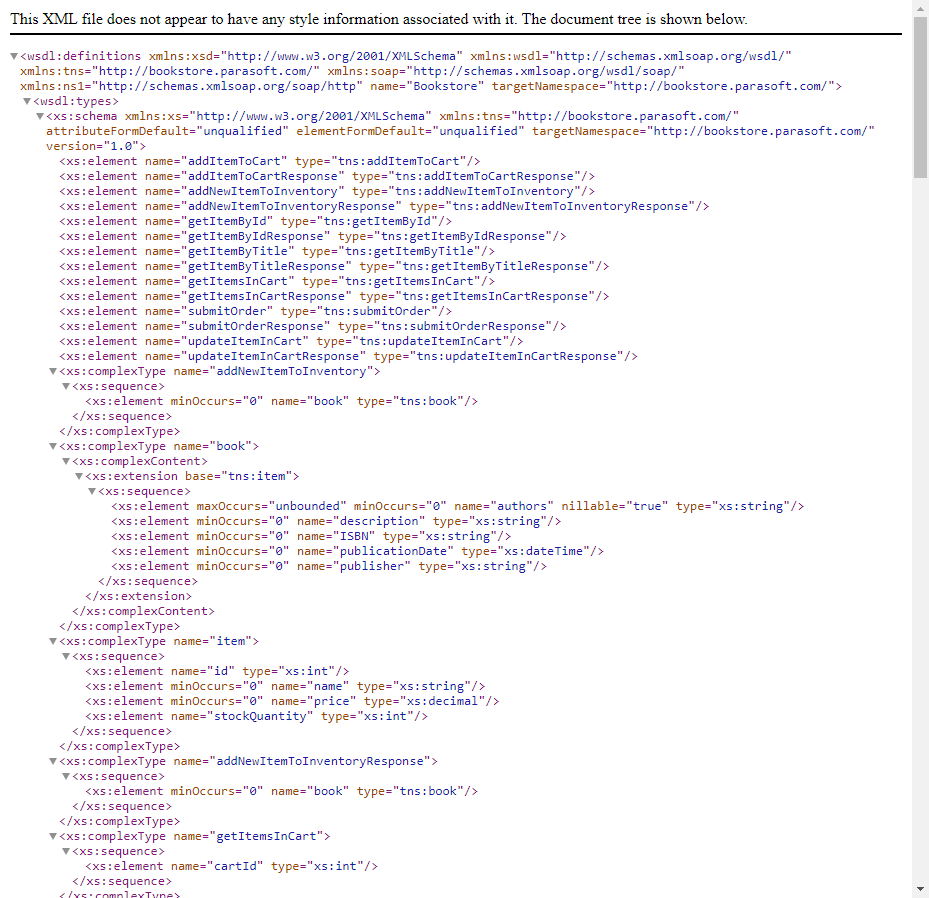 This XML file does not appear to have any style information associated with it. The document tree is shown below.
<wsdl:definitions xmlns:xsd="http://www.w3.org/2001/XMLSchema" xmlns:wsdl="http://schemas.xmlsoap.org/wsdl/"
xmlns:tns="http://bookstore.parasoft.com/" xmlns:soap="http://schemas.xmlsoap.org/wsdl/soap/"
xmlns:ns1="http://schemas.xmlsoap.org/soap/http" name="Bookstore" targetNamespace="http://bookstore.parasoft.com/">
<wsdl:types>
<xs:schema xmlns:xs="http://www.w3.org/2001/XMLSchema" xmlns:tns="http://bookstore.parasoft.com/"
attributeFormDefault="unqualified" elementFormDefault="unqualified" targetNamespace="http://bookstore.parasoft.com/"
version="1.0">
<xs:element name="addItemToCart" type="tns:addItemToCart"/>
<xs:element name="addItemToCartResponse" type="tns:addItemToCartResponse"/>
<xs:element name="addNewItemToInventory" type="tns:addNewItemToInventory"/>
<xs:element name="addNewItemToInventoryResponse" type="tns:addNewItemToInventoryResponse"/>
<xs:element name="getItemById" type="tns:getItemById"/>
<xs:element name="getItemByIdResponse" type="tns:getItemByIdResponse"/>
<xs:element name="getItemByTitle" type="tns:getItemByTitle"/>
<xs:element name="getItemByTitleResponse" type="tns:getItemByTitleResponse"/>
<xs:element name="getItemsInCart" type="tns:getItemsInCart"/>
<xs:element name="getItemsInCartResponse" type="tns:getItemsInCartResponse"/>
<xs:element name="submitOrder" type="tns:submitOrder"/>
<xs:element name="submitOrderResponse" type="tns:submitOrderResponse"/>
<xs:element name="updateItemInCart" type="tns:updateItemInCart"/>
<xs:element name="updateItemInCartResponse" type="tns:updateItemInCartResponse"/>
<xs:complexType name="addNewItemToInventory">
<xs:sequence>
<xs:element minOccurs="0" name="book" type="tns:book"/>
</xs:sequence>
</xs:complexType>
<xs:complexType name="book">
<xs:complexContent>
<xs:extension base="tns:item">
<xs:sequence>
<xs:element maxOccurs="unbounded" minOccurs="0" name="authors" nillable="true" type="xs:string"/>
<xs:element minOccurs="0" name="description" type="xs:string"/>
<xs:element minOccurs="0" name="ISBN" type="xs:string"/>
<xs:element minOccurs="0" name="publicationDate" type="xs:dateTime"/>
<xs:element minOccurs="0" name="publisher" type="xs:string"/>
</xs:sequence>
</xs:extension>
</xs:complexContent>
</xs:complexType>
<xs:complexType name="item">
<xs:sequence>
<xs:element name="id" type="xs:int"/>
<xs:element minOccurs="0" name="name" type="xs:string"/>
<xs:element minOccurs="0" name="price" type="xs:decimal"/>
<xs:element name="stockQuantity" type="xs:int"/>
</xs:sequence>
</xs:complexType>
<xs:complexType name="addNewItemToInventoryResponse">
<xs:sequence>
<xs:element minOccurs="0" name="book" type="tns:book"/>
</xs:sequence>
</xs:complexType>
<xs:complexType name="getItemsInCart">
<xs:sequence>
<xs:element name="cartId" type="xs:int"/>
</xs:sequence>
</xs:complexType>